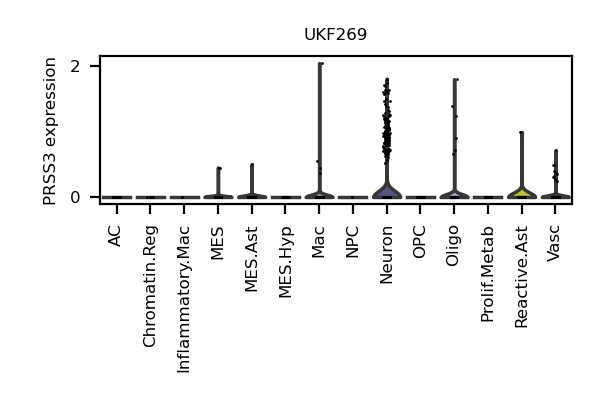 UKF269
PRSS3 expression
2
0
AC
Chromatin.Reg
Inflammatory.Mac
MES
MES.Ast
MES.Hyp
Mac
NPC
Neuron
OPC
Oligo
Prolif.Metab
Reactive.Ast
Vasc